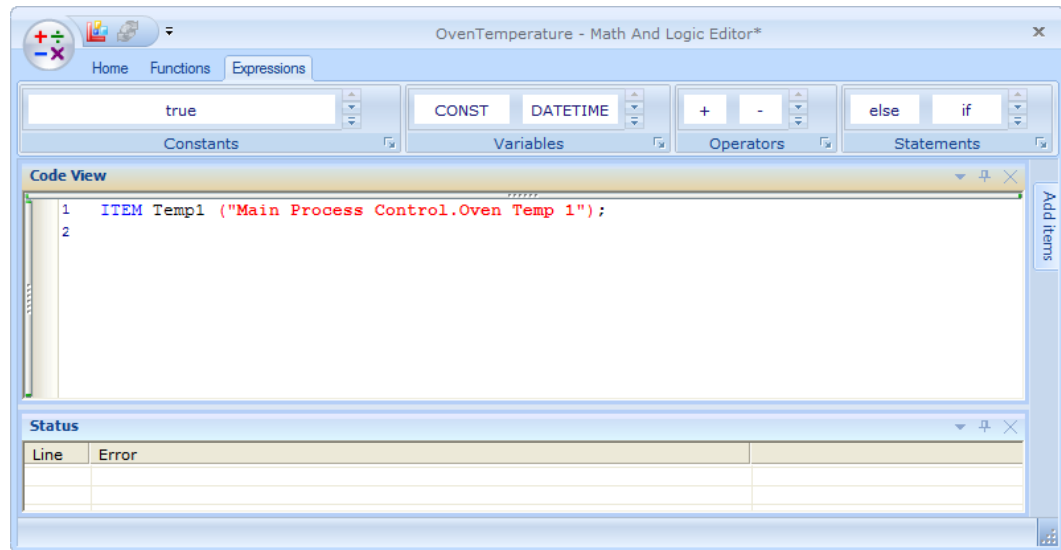 OvenTemperature - Math And Logic Editor*
Home Functions Expressions
true CONST DATETIME + - else if
Constants Variables Operators Statements
Code View
Add items
1 ITEM Temp1 ("Main Process Control.Oven Temp 1");
2
Status
Line Error